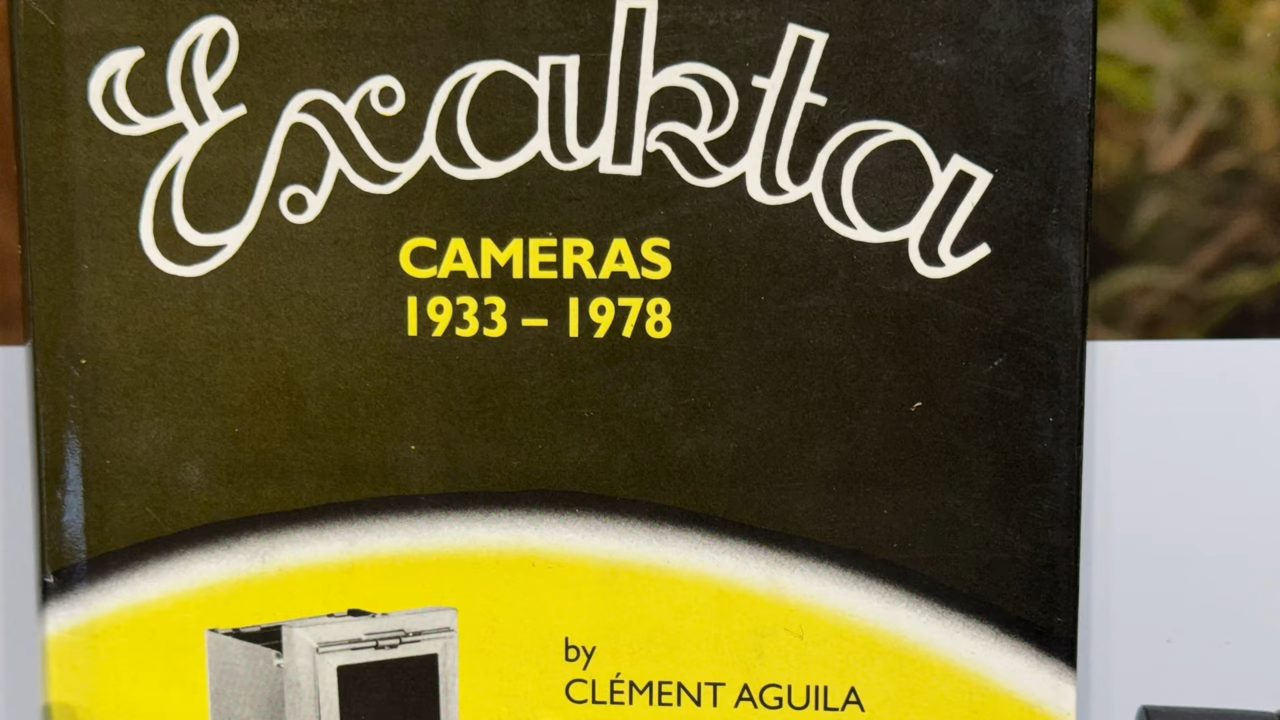 Exakta
CAMERAS
1933 – 1978
by
CLÉMENT AGUILA